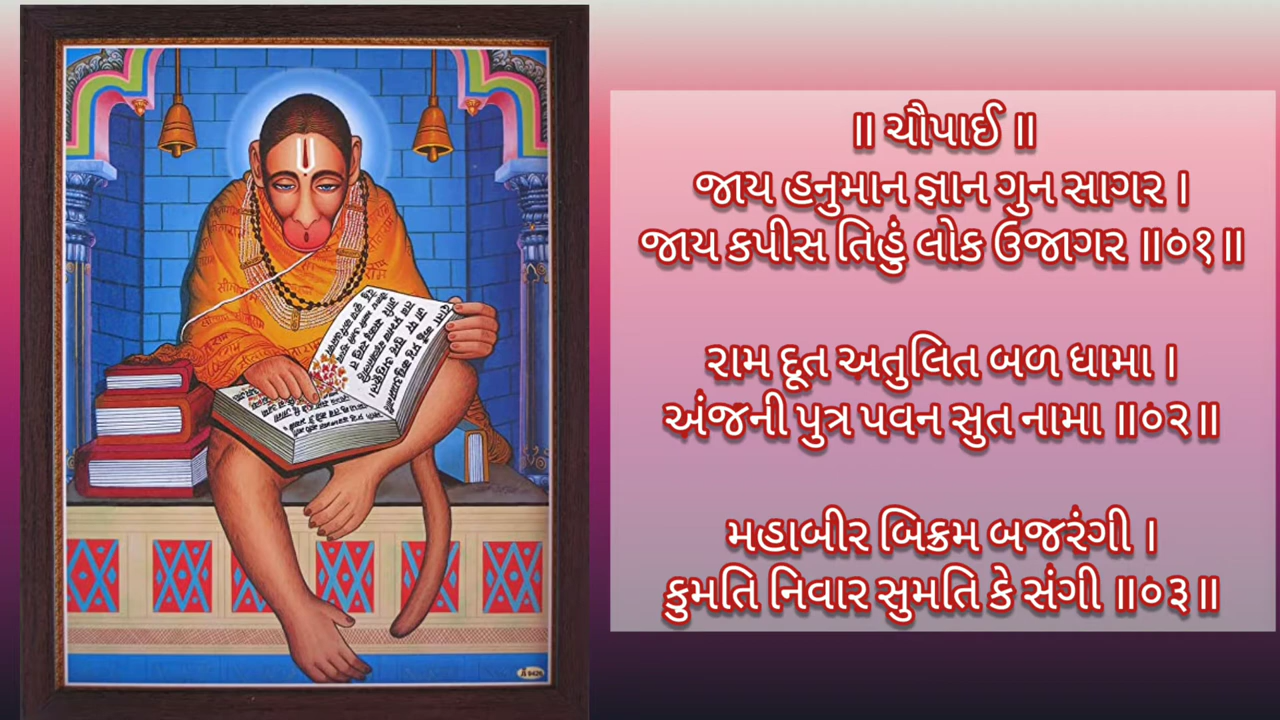 ॥ ચૌપાઈ ॥
જાય હનુમાન જ્ઞાન ગુન સાગર ।
જાય કપીસ તિહું લોક ઉજાગર ॥૦૧॥
રામ દૂત અતુલિત બળ ધામા ।
અંજની પુત્ર પવન સુત નામા ॥૦૨॥
મહાબીર બિક્રમ બજરંગી ।
કુમતિ નિવાર સુમતિ કે સંગી ॥૦૩॥